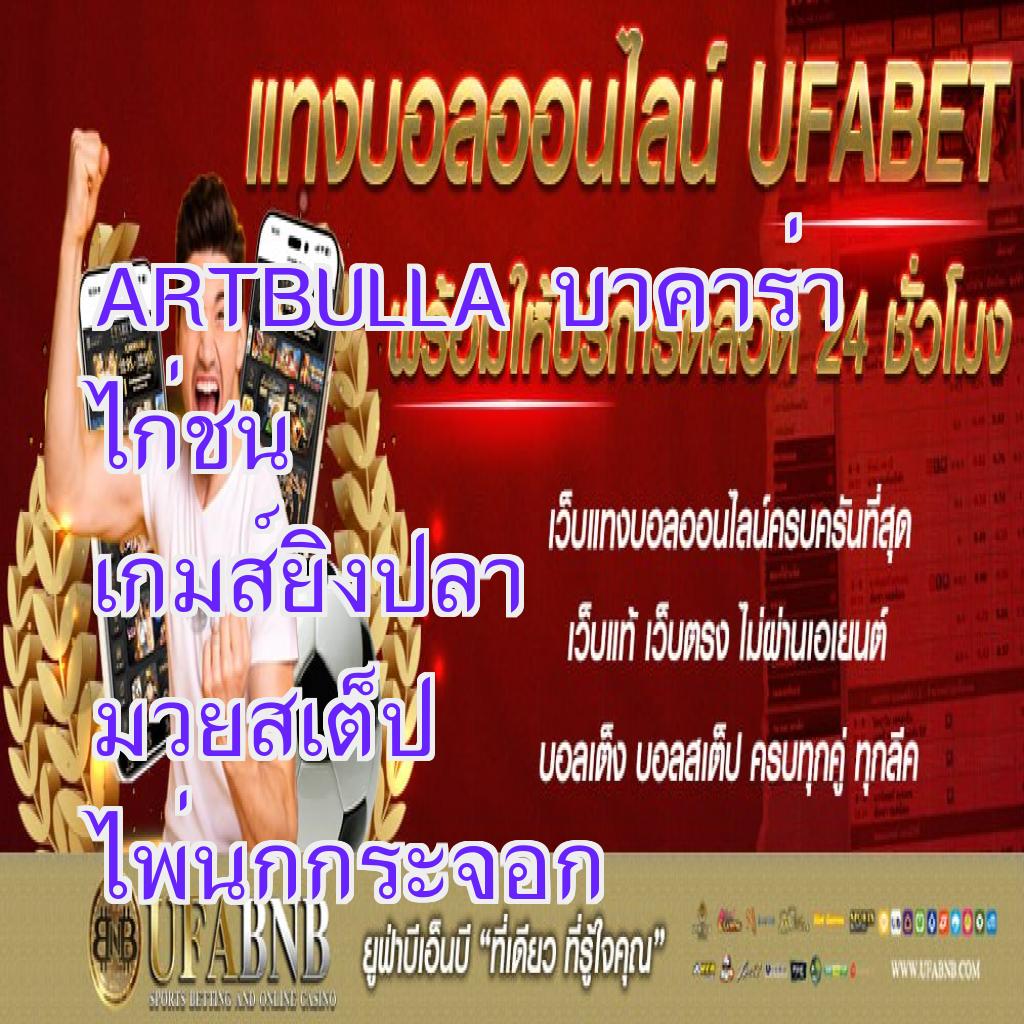 แทงบอลออนไลน์ UFABET
พร้อมให้บริการตลอด 24 ชั่วโมง
ARTBULLA บาคาร่า
ไก่ชน
เกมส์ยิงปลา
มวยสเต็ป
ไพ่นกกระจอก
เว็บแทงบอลออนไลน์ครบครันที่สุด
เว็บแท้ เว็บตรง ไม่ผ่านเอเยนต์
บอลเต็ง บอลสเต็ป ครบทุกคู่ ทุกลีค
BNB UFABNB
SPORTS BETTING AND ONLINE CASINO
ยูฟ่าบีเอ็นบี “ที่เดียว ที่รู้ใจคุณ”
WWW.UFABNB.COM